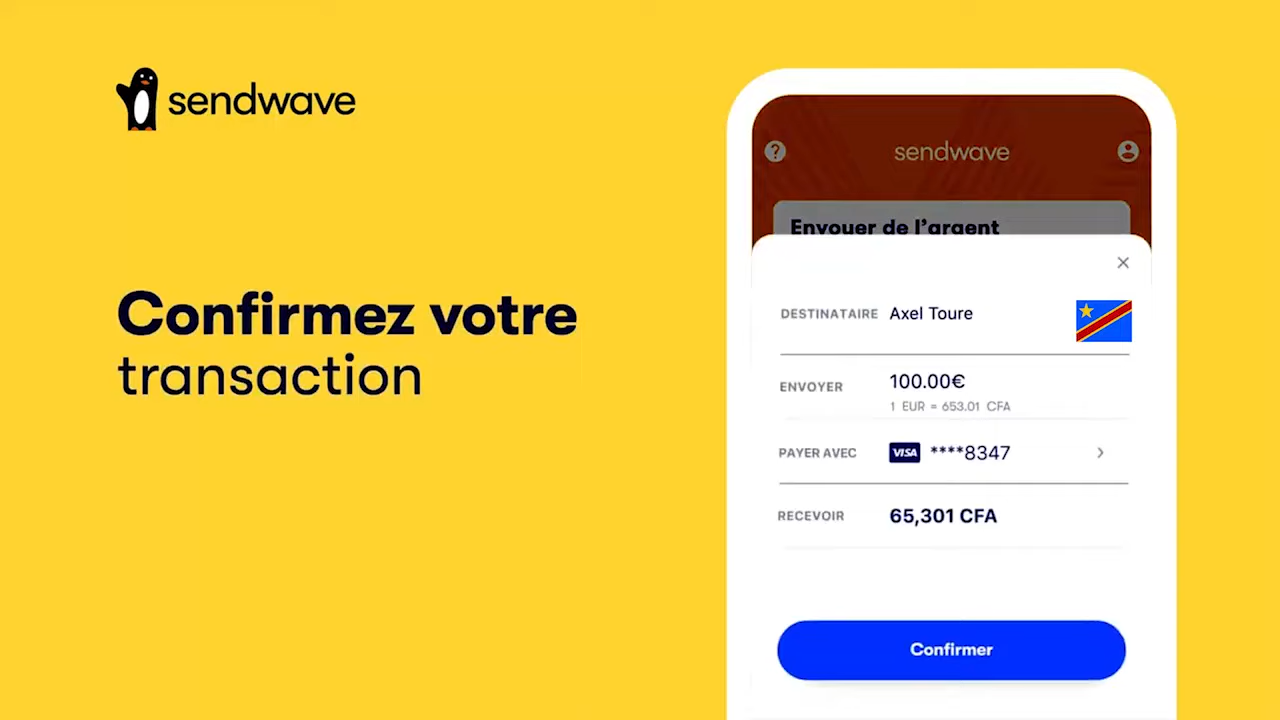 sendwave
Confirmez votre
transaction
sendwave
Envoyer de l'argent
DESTINATAIRE Axel Toure
ENVOYER 100.00€
1 EUR = 653.01 CFA
PAYER AVEC VISA ****8347
RECEVOIR 65,301 CFA
Confirmer